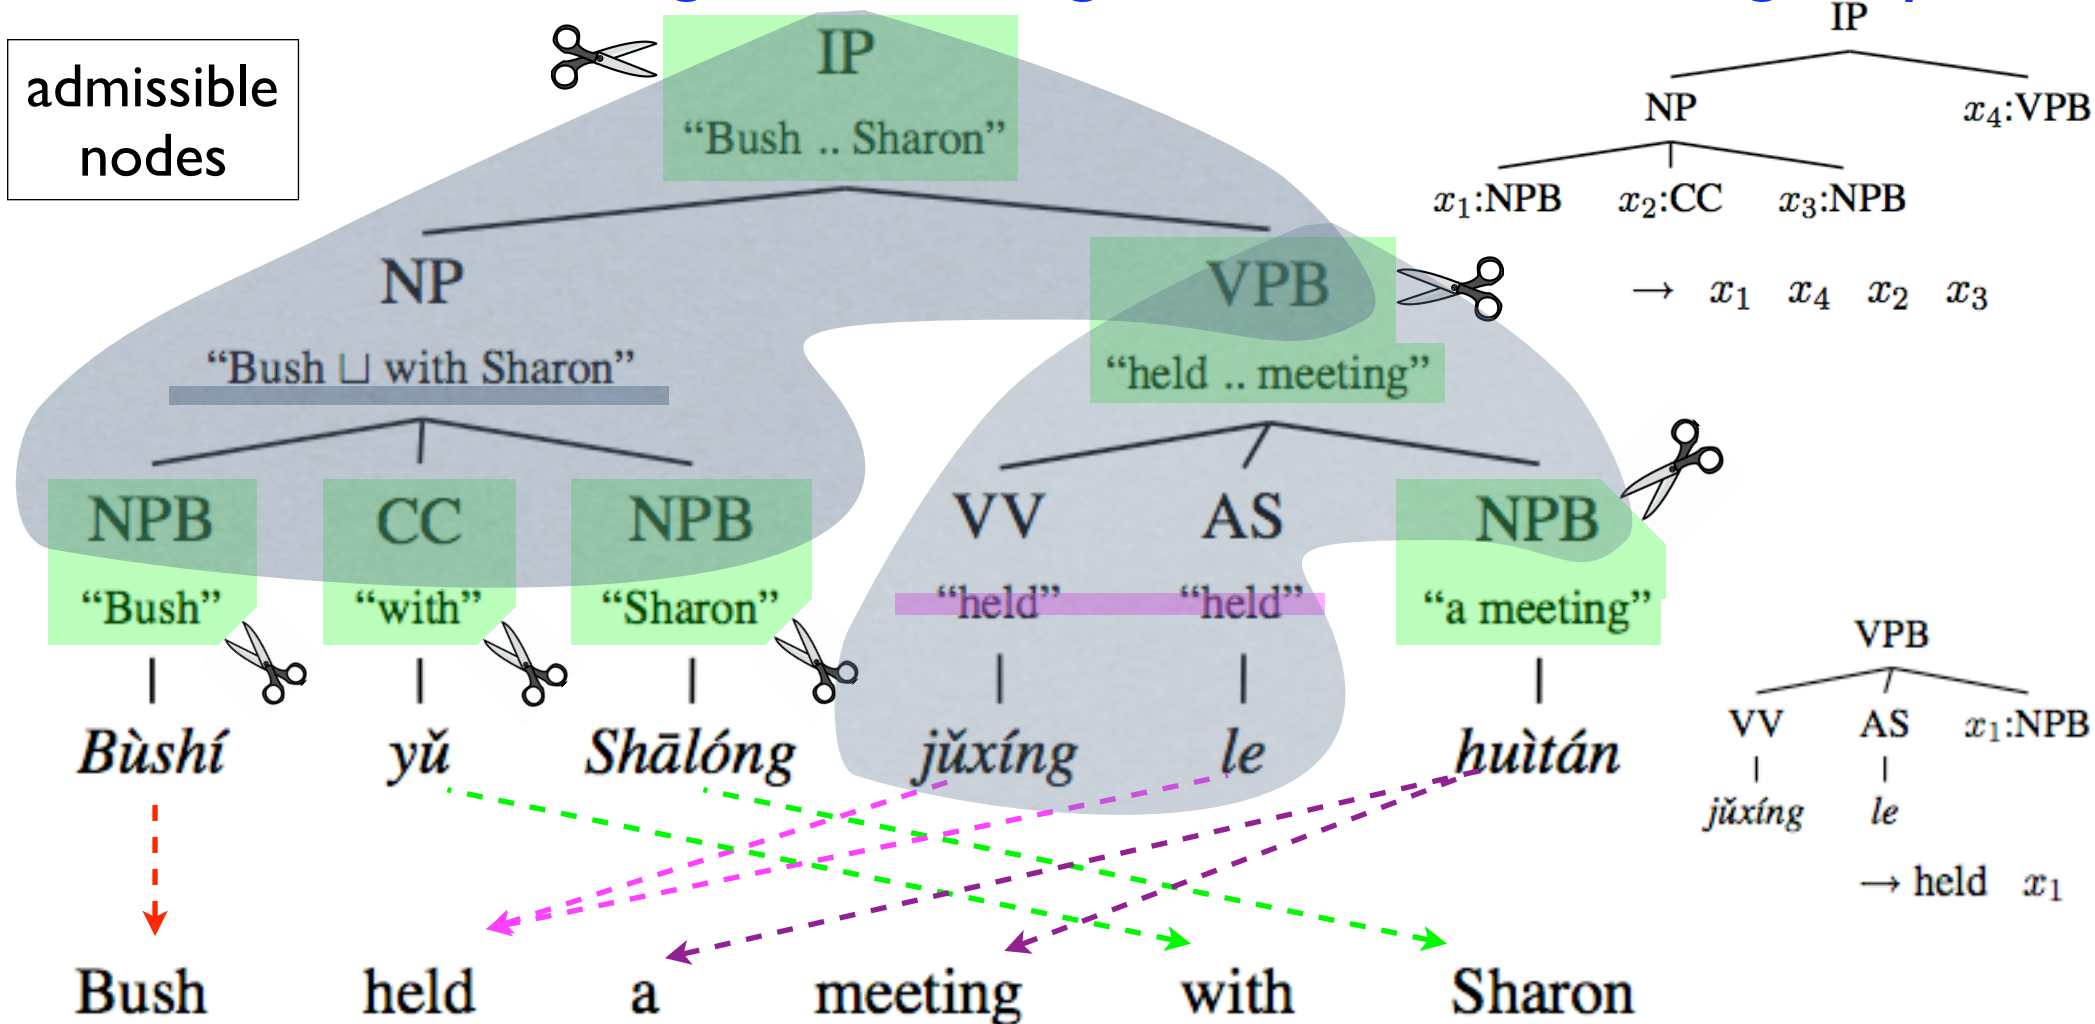 admissible
nodes
IP
“Bush .. Sharon”
NP VPB
“Bush ⊔ with Sharon” “held .. meeting”
NPB CC NPB VV AS NPB
“Bush” “with” “Sharon” “held” “held” “a meeting”
Bùshí yǔ Shālóng jǔxíng le huìtán
Bush held a meeting with Sharon
IP
NP x₄:VPB
x₁:NPB x₂:CC x₃:NPB
→ x₁ x₄ x₂ x₃
VPB
VV AS x₁:NPB
jǔxíng le
→ held x₁